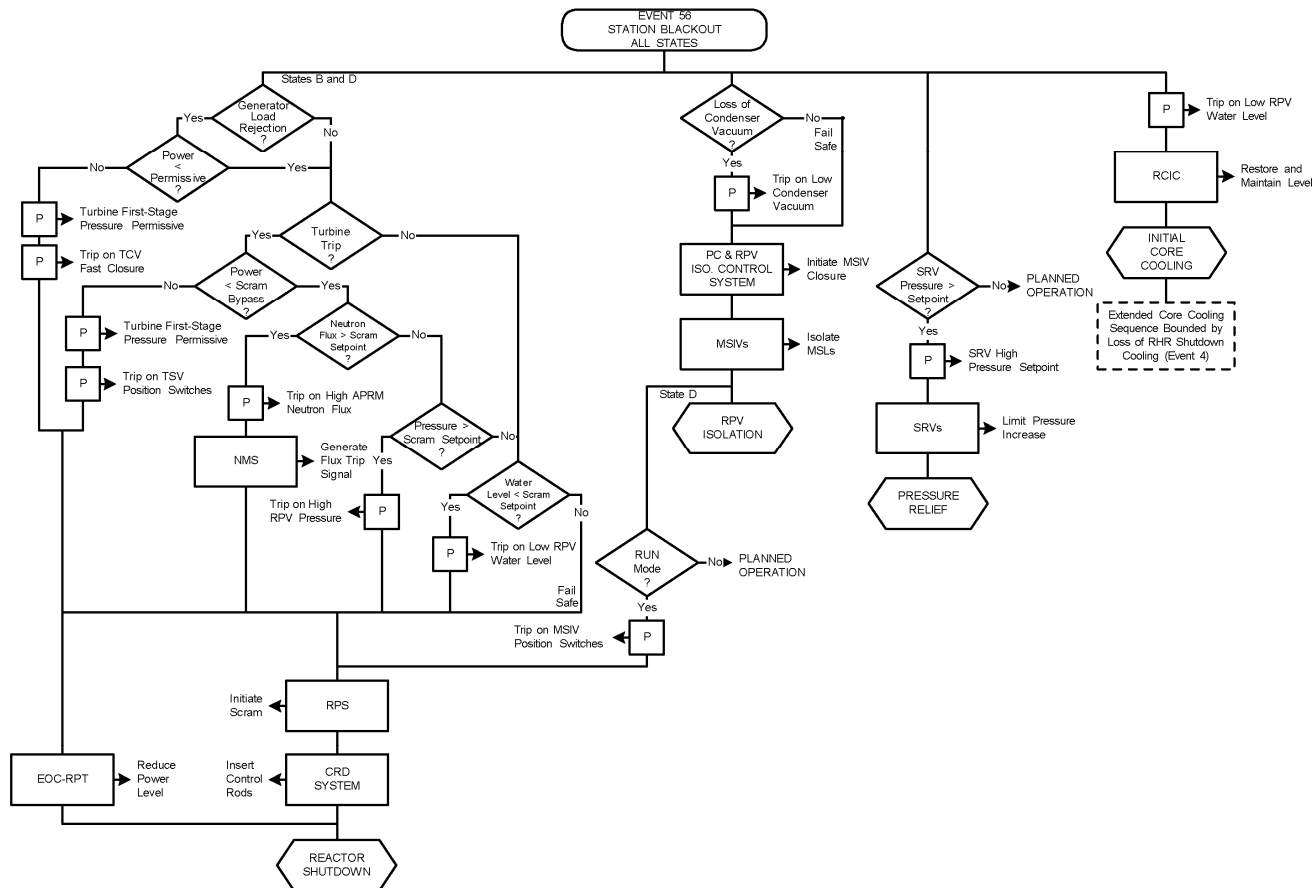 EVENT 56
STATION BLACKOUT
ALL STATES
States B and D
Generator
Load
Rejection
?
Yes
No
Power
<
Permissive
?
No
Yes
P
Turbine First-Stage
Pressure Permissive
P
Trip on TCV
Fast Closure
Turbine
Trip
?
Yes
No
Power
< Scram
Bypass
?
No
Yes
P
Turbine First-Stage
Pressure Permissive
P
Trip on TSV
Position Switches
Neutron
Flux > Scram
Setpoint
?
Yes
No
P
Trip on High APRM
Neutron Flux
NMS
Generate
Flux Trip
Signal
Pressure >
Scram Setpoint
?
Yes
No
P
Trip on High
RPV Pressure
Water
Level < Scram
Setpoint
?
Yes
No
P
Trip on Low RPV
Water Level
Fail
Safe
Loss of
Condenser
Vacuum
?
No
Fail
Safe
Yes
P
Trip on Low
Condenser
Vacuum
PC & RPV
ISO. CONTROL
SYSTEM
Initiate MSIV
Closure
MSIVs
Isolate
MSLs
State D
RPV
ISOLATION
RUN
Mode
?
No
PLANNED
OPERATION
Yes
P
Trip on MSIV
Position Switches
SRV
Pressure >
Setpoint
?
No
PLANNED
OPERATION
Yes
P
SRV High
Pressure Setpoint
SRVs
Limit Pressure
Increase
PRESSURE
RELIEF
P
Trip on Low RPV
Water Level
RCIC
Restore and
Maintain Level
INITIAL
CORE
COOLING
Extended Core Cooling
Sequence Bounded by
Loss of RHR Shutdown
Cooling (Event 4)
Initiate
Scram
RPS
EOC-RPT
Reduce
Power
Level
Insert
Control
Rods
CRD
SYSTEM
REACTOR
SHUTDOWN